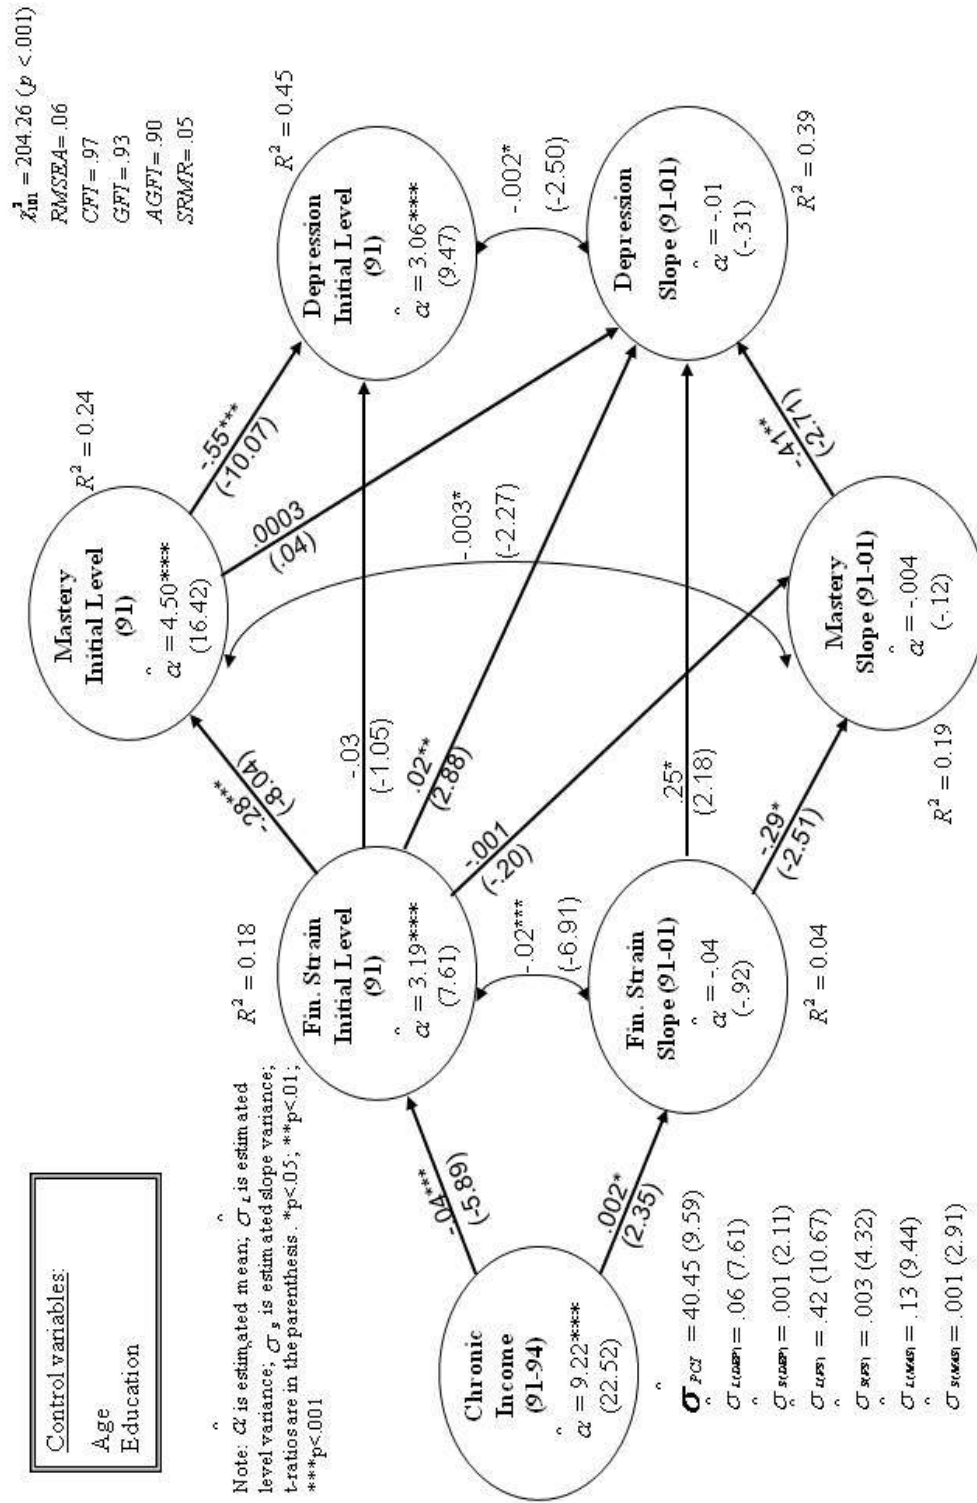 Control variables:
Age
Education
Note: α̂ is estimated mean; σ̂ L is estimated
level variance; σ̂ s is estimated slope variance;
t-ratios are in the parenthesis. *p<.05; **p<.01;
***p<.001
χ²₁₀₁ = 204.26 (p <.001)
RMSEA=.06
CFI=.97
GFI=.93
AGFI=.90
SRMR=.05
Chronic
Income
(91-94)
α̂ = 9.22***
(22.52)
-.04***
(-5.89)
.002*
(2.35)
R² = 0.18
Fin. Strain
Initial Level
(91)
α̂ = 3.19***
(7.61)
-.02***
(-6.91)
Fin. Strain
Slope (91-01)
α̂ = -.04
(-.92)
R² = 0.04
-.28***
(-8.04)
-.03
(-1.05)
.02**
(2.88)
-.001
(-.20)
.25*
(2.18)
-.29*
(-2.51)
Mastery
Initial Level
(91)
α̂ = 4.50***
(16.42)
R² = 0.24
-.003*
(-2.27)
Mastery
Slope (91-01)
α̂ = -.004
(-.12)
R² = 0.19
-.55***
(-10.07)
.0003
(.04)
-.41**
(-2.71)
R² = 0.45
Depression
Initial Level
(91)
α̂ = 3.06***
(9.47)
-.002*
(-2.50)
Depression
Slope (91-01)
α̂ = -.01
(-.31)
R² = 0.39
σ̂ PCI = 40.45 (9.59)
σ̂ L(DEP) = .06 (7.61)
σ̂ S(DEP) = .001 (2.11)
σ̂ L(FS) = .42 (10.67)
σ̂ S(FS) = .003 (4.32)
σ̂ L(MAS) = .13 (9.44)
σ̂ S(MAS) = .001 (2.91)